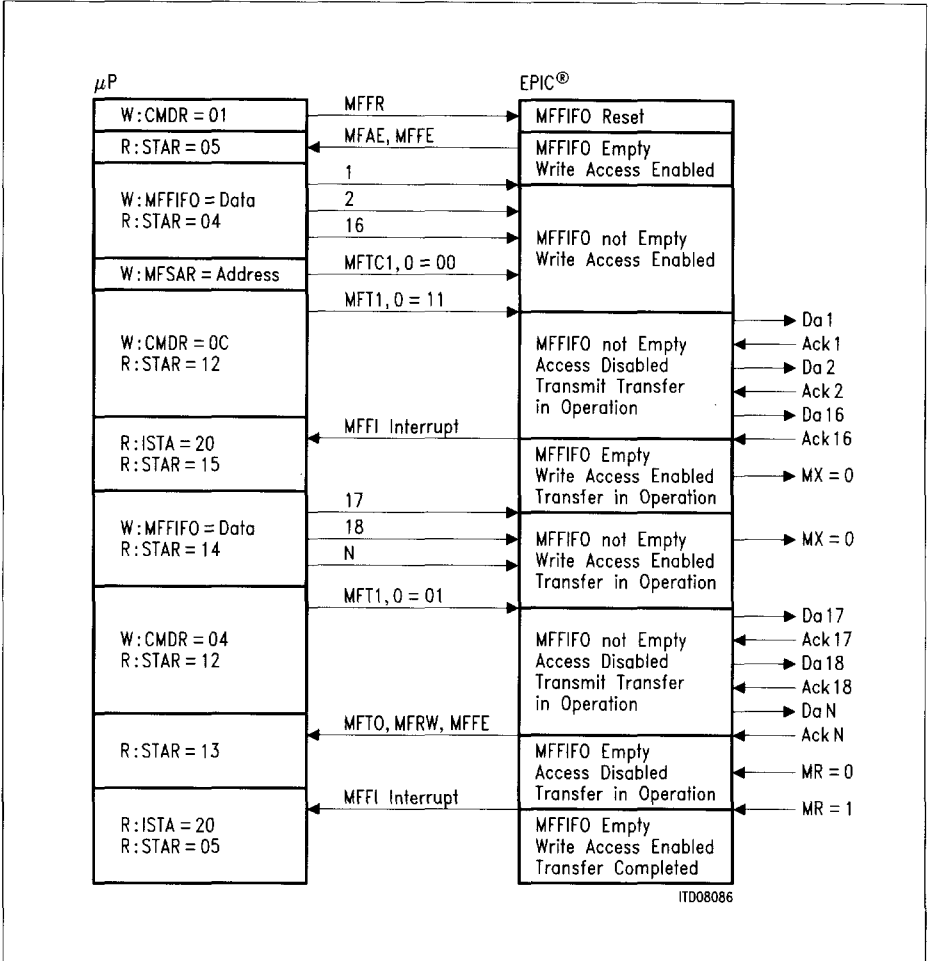 μP
EPIC®
W:CMDR = 01
MFFR
MFFIFO Reset
R:STAR = 05
MFAE, MFFE
MFFIFO Empty
Write Access Enabled
W:MFFIFO = Data
R:STAR = 04
1
2
16
MFFIFO not Empty
Write Access Enabled
W:MFSAR = Address
MFTC1, 0 = 00
MFT1, 0 = 11
W:CMDR = 0C
R:STAR = 12
MFFIFO not Empty
Access Disabled
Transmit Transfer
in Operation
Da 1
Ack 1
Da 2
Ack 2
Da 16
Ack 16
MFFI Interrupt
R:ISTA = 20
R:STAR = 15
MFFIFO Empty
Write Access Enabled
Transfer in Operation
MX = 0
W:MFFIFO = Data
R:STAR = 14
17
18
N
MFFIFO not Empty
Write Access Enabled
Transfer in Operation
MX = 0
MFT1, 0 = 01
W:CMDR = 04
R:STAR = 12
MFFIFO not Empty
Access Disabled
Transmit Transfer
in Operation
Da 17
Ack 17
Da 18
Ack 18
Da N
Ack N
MFTO, MFRW, MFFE
R:STAR = 13
MFFIFO Empty
Access Disabled
Transfer in Operation
MR = 0
MR = 1
MFFI Interrupt
R:ISTA = 20
R:STAR = 05
MFFIFO Empty
Write Access Enabled
Transfer Completed
ITD08086